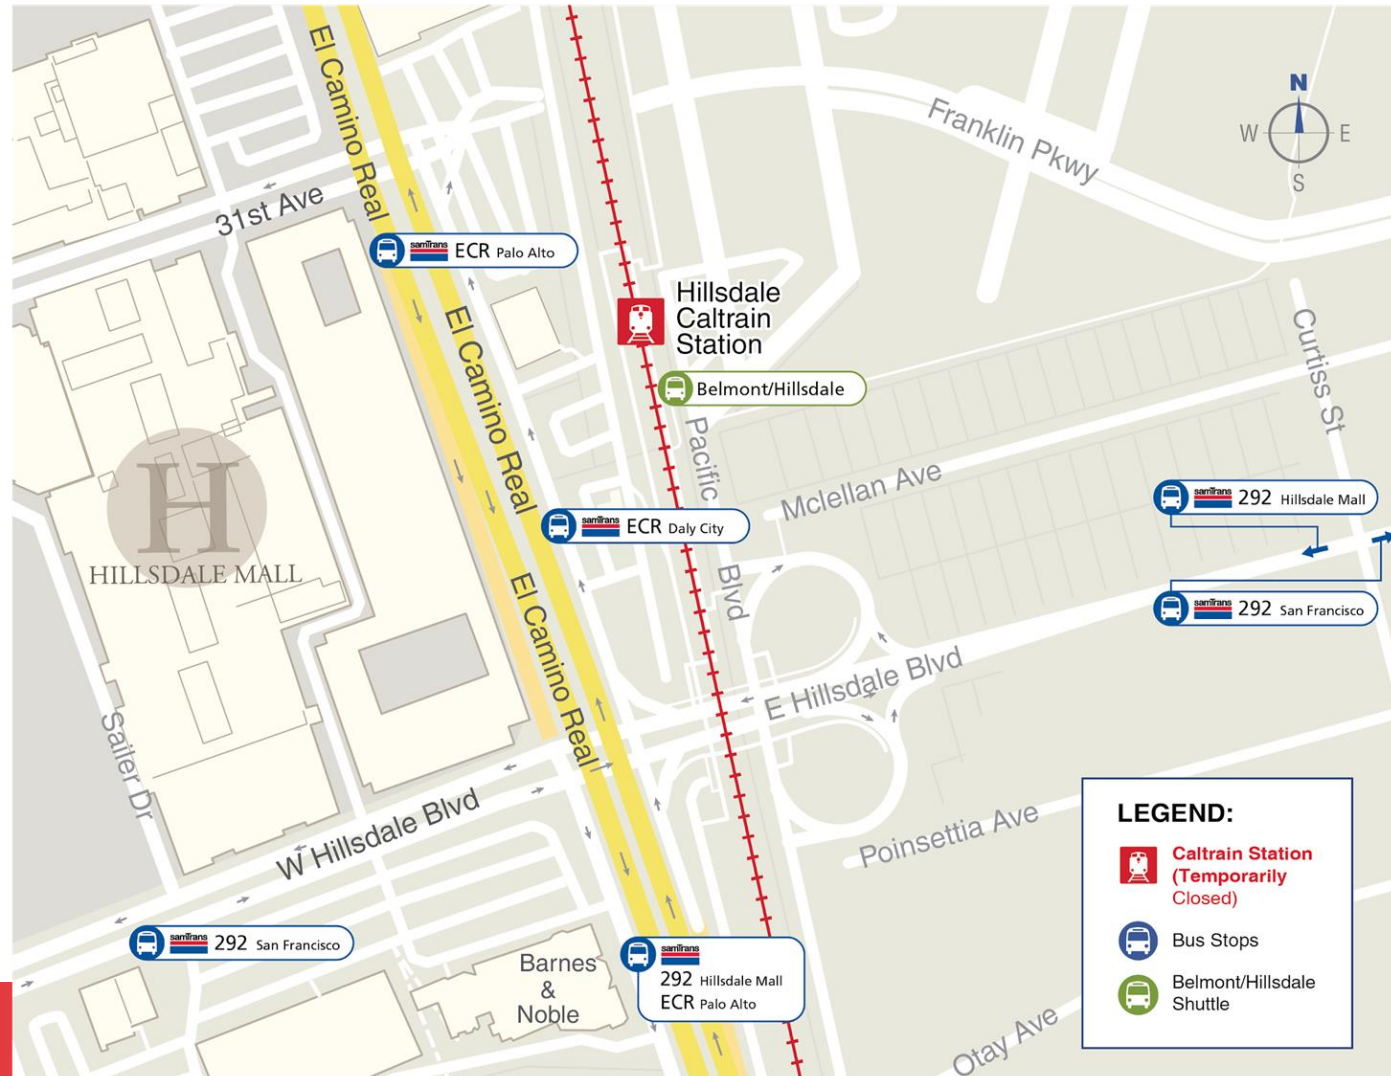 El Camino Real
Franklin Pkwy
N
W
E
S
31st Ave
samTrans ECR Palo Alto
Hillsdale
Caltrain
Station
El Camino Real
Curtiss St
Belmont/Hillsdale
Pacific
Mclellan Ave
H
samTrans 292 Hillsdale Mall
samTrans ECR Daly City
HILLSDALE MALL
Blvd
El Camino Real
samTrans 292 San Francisco
E Hillsdale Blvd
Sailer Dr
W Hillsdale Blvd
Poinsettia Ave
LEGEND:
Caltrain Station
(Temporarily
Closed)
Bus Stops
Belmont/Hillsdale
Shuttle
samTrans 292 San Francisco
Barnes
&
Noble
samTrans
292 Hillsdale Mall
ECR Palo Alto
Otay Ave